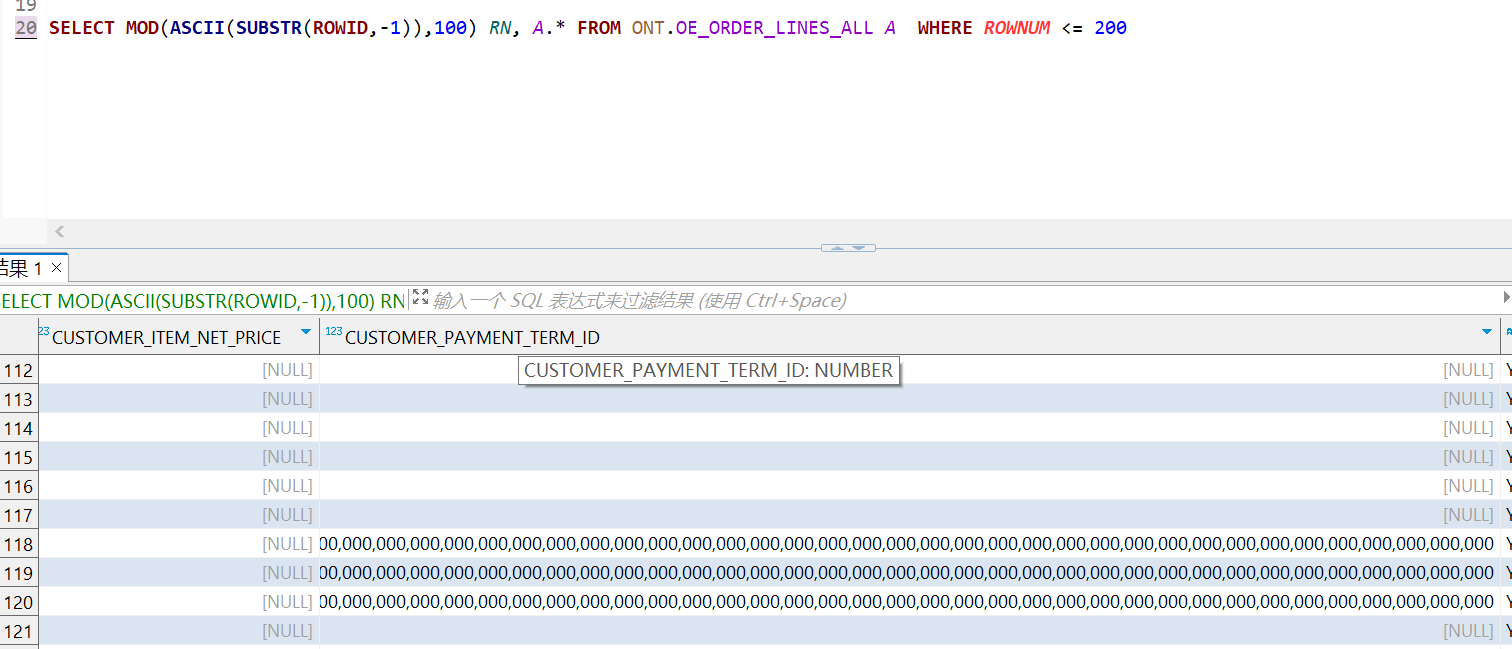 19
20 SELECT MOD(ASCII(SUBSTR(ROWID,-1)),100) RN, A.* FROM ONT.OE_ORDER_LINES_ALL A WHERE ROWNUM <= 200
结果 1 ×
ELECT MOD(ASCII(SUBSTR(ROWID,-1)),100) RN 输入一个 SQL 表达式来过滤结果 (使用 Ctrl+Space)
23 CUSTOMER_ITEM_NET_PRICE 123 CUSTOMER_PAYMENT_TERM_ID
CUSTOMER_PAYMENT_TERM_ID: NUMBER
112 [NULL] [NULL] Y
113 [NULL] [NULL] Y
114 [NULL] [NULL] Y
115 [NULL] [NULL] Y
116 [NULL] [NULL] Y
117 [NULL] [NULL] Y
118 [NULL] 00,000,000,000,000,000,000,000,000,000,000,000,000,000,000,000,000,000,000,000,000,000,000,000,000,000,000,000,000,000,000,000,000,000,000 Y
119 [NULL] 00,000,000,000,000,000,000,000,000,000,000,000,000,000,000,000,000,000,000,000,000,000,000,000,000,000,000,000,000,000,000,000,000,000,000 Y
120 [NULL] 00,000,000,000,000,000,000,000,000,000,000,000,000,000,000,000,000,000,000,000,000,000,000,000,000,000,000,000,000,000,000,000,000,000,000 Y
121 [NULL] [NULL] Y